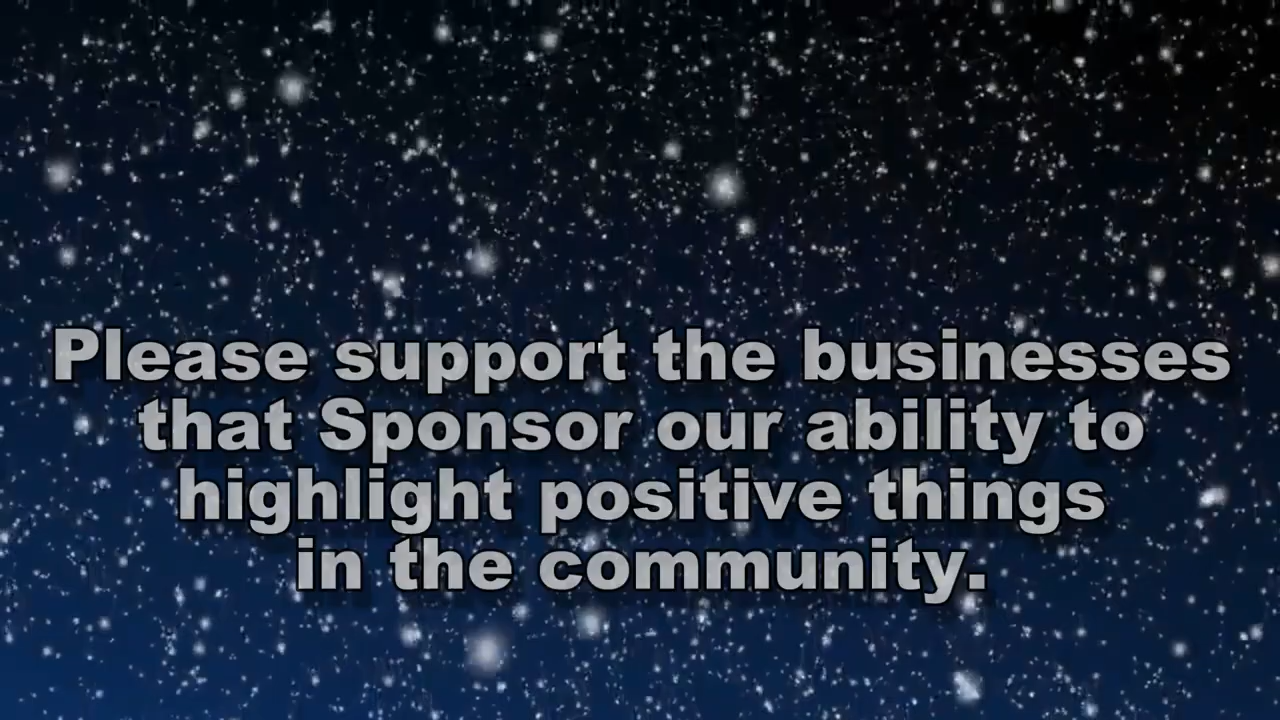 Please support the businesses
that Sponsor our ability to
highlight positive things
in the community.